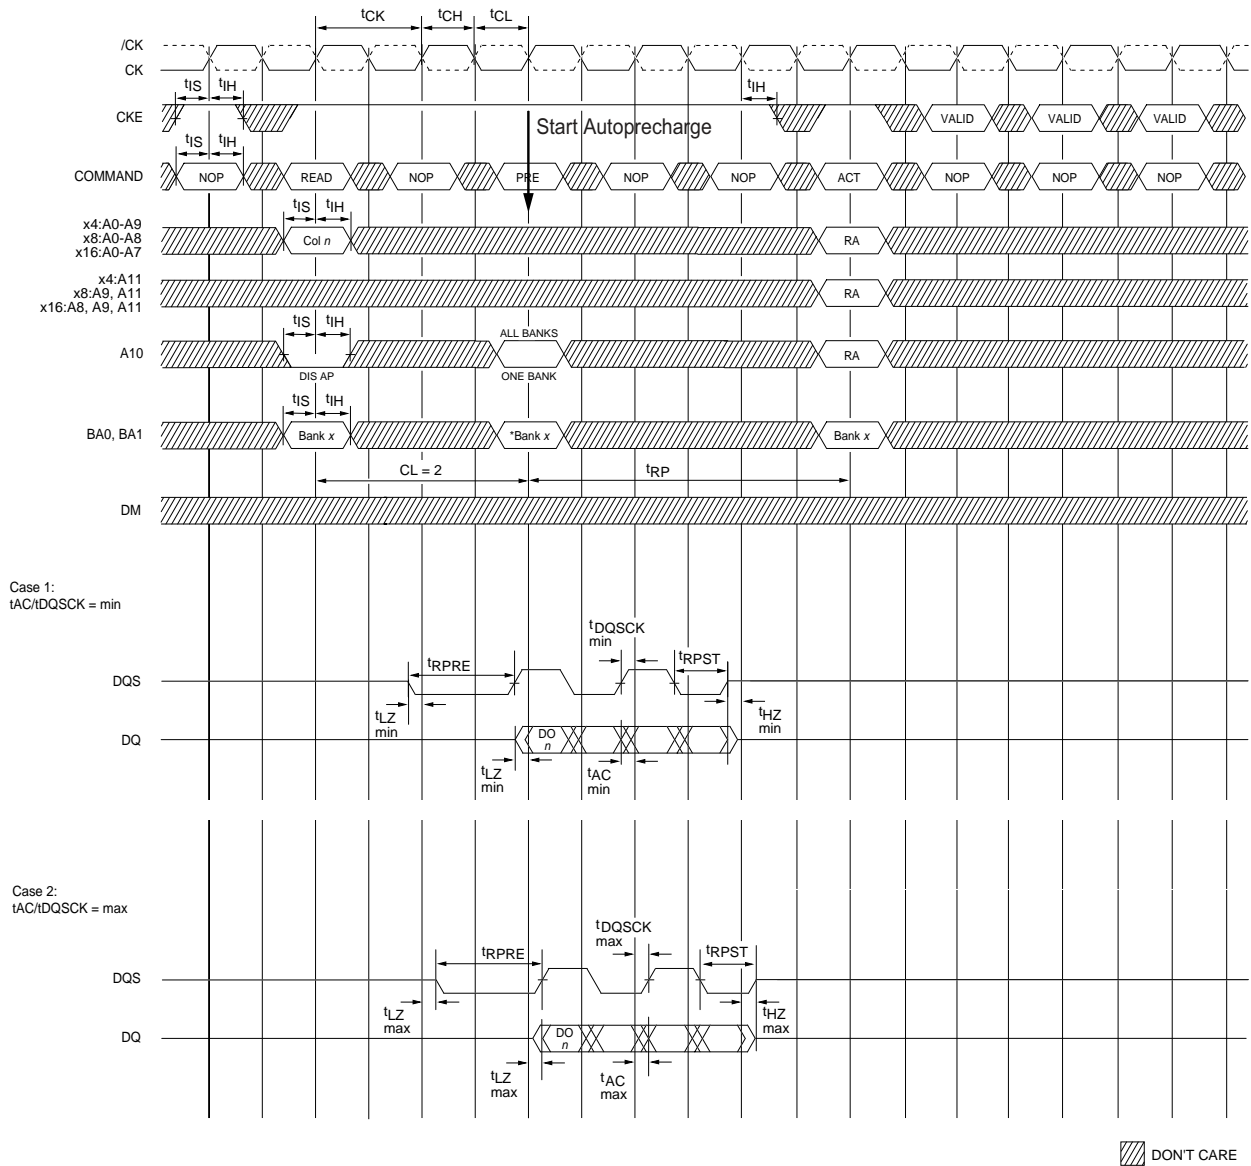 tCK tCH tCL
/CK
CK
tIS tIH tIH
CKE VALID VALID VALID
Start Autoprecharge
tIS tIH
COMMAND NOP READ NOP PRE NOP NOP ACT NOP NOP NOP
tIS tIH
x4:A0-A9
x8:A0-A8
x16:A0-A7
Col n RA
x4:A11
x8:A9, A11
x16:A8, A9, A11
RA
tIS tIH
ALL BANKS
A10 RA
DIS AP ONE BANK
tIS tIH
BA0, BA1 Bank x *Bank x Bank x
CL = 2 tRP
DM
Case 1:
tAC/tDQSCK = min
tDQSCK
min
tRPRE tRPST
DQS
tLZ
min
tHZ
min
DQ DO
n
tLZ
min
tAC
min
Case 2:
tAC/tDQSCK = max
tDQSCK
max
tRPRE tRPST
DQS
tLZ
max
tHZ
max
DQ DO
n
tLZ
max
tAC
max
DON'T CARE